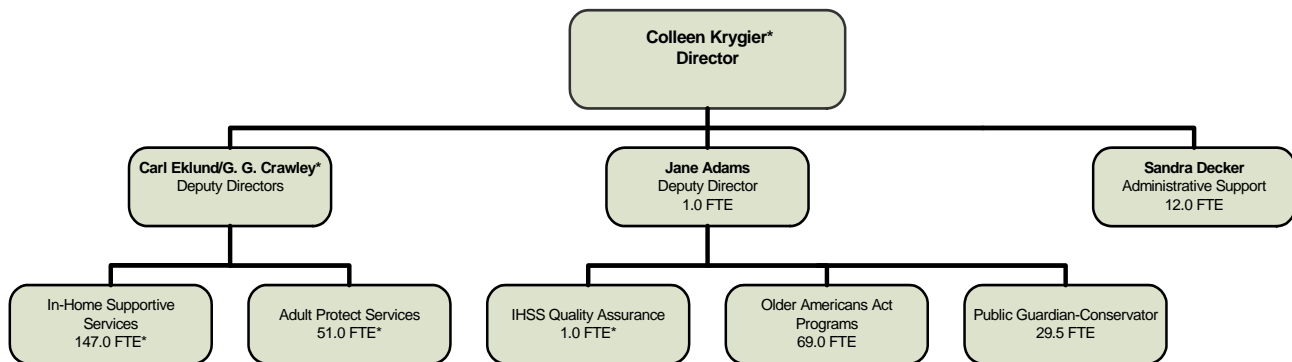 Colleen Krygier*
Director
Carl Eklund/G. G. Crawley*
Deputy Directors
Jane Adams
Deputy Director
1.0 FTE
Sandra Decker
Administrative Support
12.0 FTE
In-Home Supportive
Services
147.0 FTE*
Adult Protect Services
51.0 FTE*
IHSS Quality Assurance
1.0 FTE*
Older Americans Act
Programs
69.0 FTE
Public Guardian-Conservator
29.5 FTE